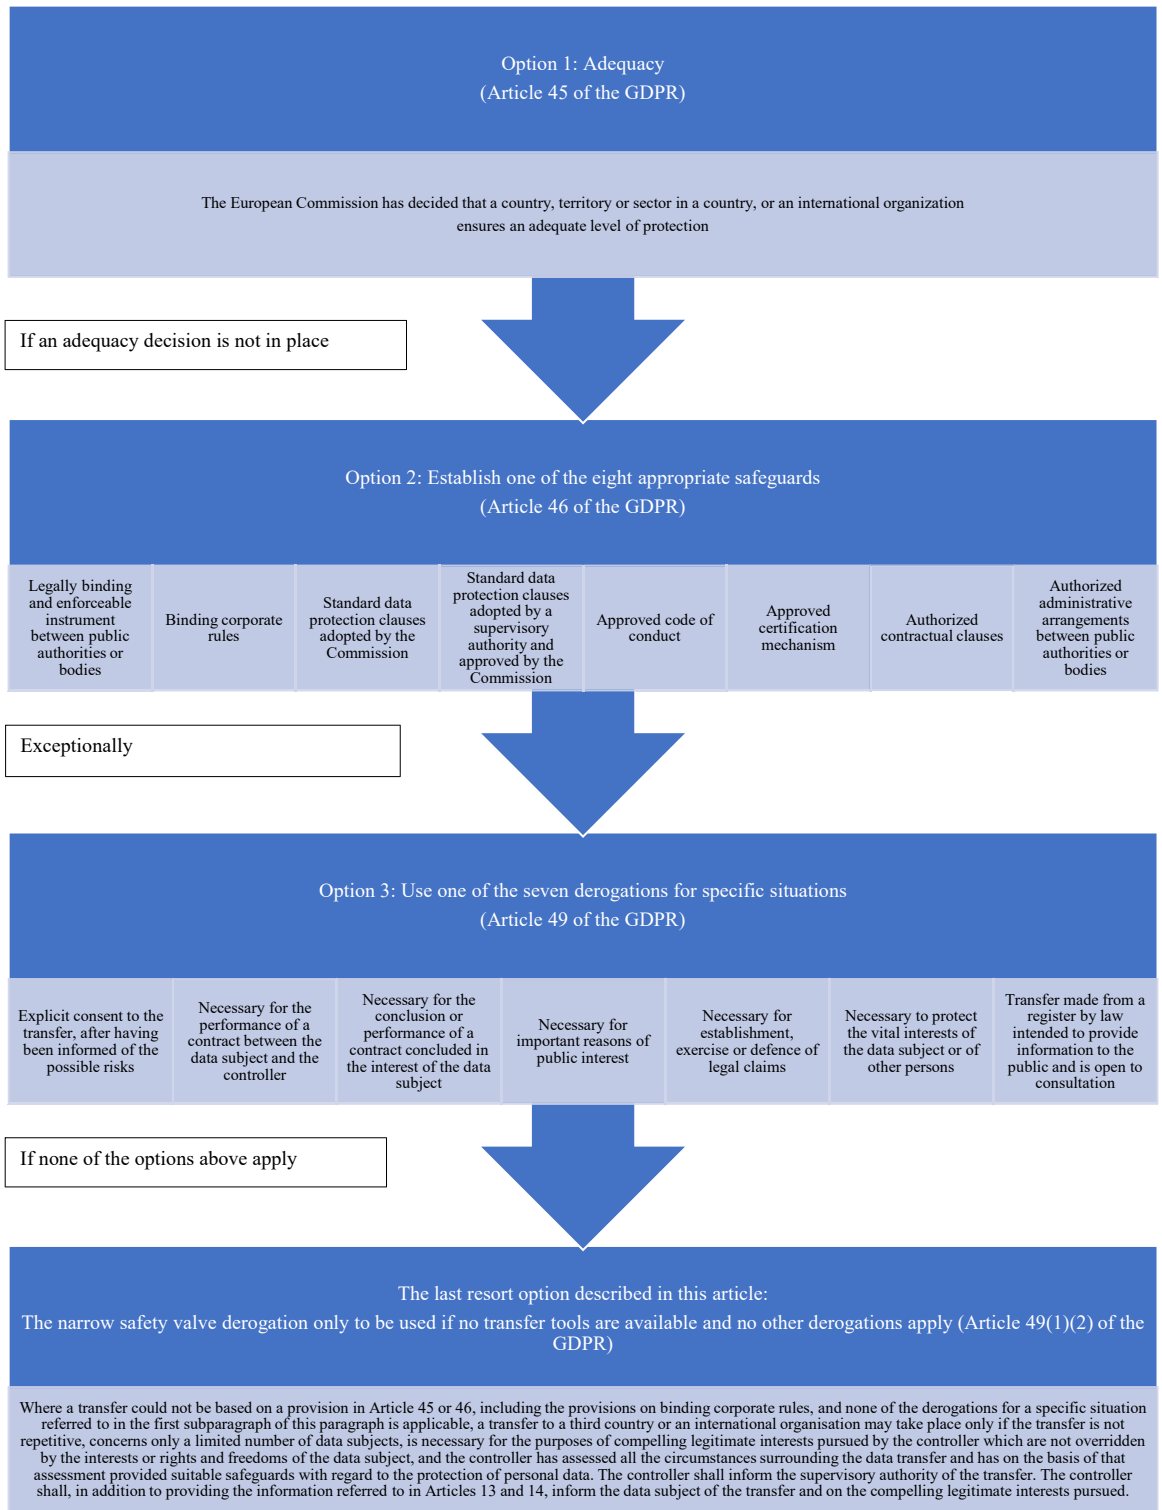 Option 1: Adequacy
(Article 45 of the GDPR)
The European Commission has decided that a country, territory or sector in a country, or an international organization
ensures an adequate level of protection
If an adequacy decision is not in place
Option 2: Establish one of the eight appropriate safeguards
(Article 46 of the GDPR)
Legally binding
and enforceable
instrument
between public
authorities or
bodies
Binding corporate
rules
Standard data
protection clauses
adopted by the
Commission
Standard data
protection clauses
adopted by a
supervisory
authority and
approved by the
Commission
Approved code of
conduct
Approved
certification
mechanism
Authorized
contractual clauses
Authorized
administrative
arrangements
between public
authorities or
bodies
Exceptionally
Option 3: Use one of the seven derogations for specific situations
(Article 49 of the GDPR)
Explicit consent to the
transfer, after having
been informed of the
possible risks
Necessary for the
performance of a
contract between the
data subject and the
controller
Necessary for the
conclusion or
performance of a
contract concluded in
the interest of the data
subject
Necessary for
important reasons of
public interest
Necessary for
establishment,
exercise or defence of
legal claims
Necessary to protect
the vital interests of
the data subject or of
other persons
Transfer made from a
register by law
intended to provide
information to the
public and is open to
consultation
If none of the options above apply
The last resort option described in this article:
The narrow safety valve derogation only to be used if no transfer tools are available and no other derogations apply (Article 49(1)(2) of the
GDPR)
Where a transfer could not be based on a provision in Article 45 or 46, including the provisions on binding corporate rules, and none of the derogations for a specific situation
referred to in the first subparagraph of this paragraph is applicable, a transfer to a third country or an international organisation may take place only if the transfer is not
repetitive, concerns only a limited number of data subjects, is necessary for the purposes of compelling legitimate interests pursued by the controller which are not overridden
by the interests or rights and freedoms of the data subject, and the controller has assessed all the circumstances surrounding the data transfer and has on the basis of that
assessment provided suitable safeguards with regard to the protection of personal data. The controller shall inform the supervisory authority of the transfer. The controller
shall, in addition to providing the information referred to in Articles 13 and 14, inform the data subject of the transfer and on the compelling legitimate interests pursued.